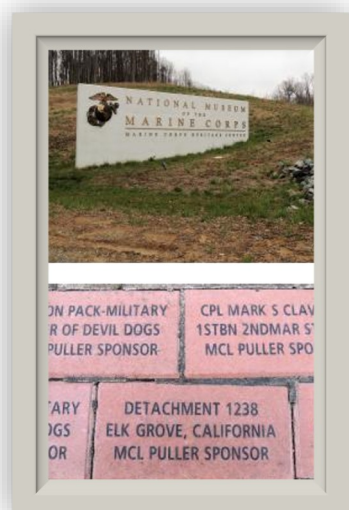 NATIONAL MUSEUM
OF THE
MARINE CORPS
MARINE CORPS HERITAGE CENTER
ON PACK-MILITARY
R OF DEVIL DOGS
PULLER SPONSOR
CPL MARK S CLAV
1STBN 2NDMAR S
MCL PULLER SPO
TARY
OGS
OR
DETACHMENT 1238
ELK GROVE, CALIFORNIA
MCL PULLER SPONSOR